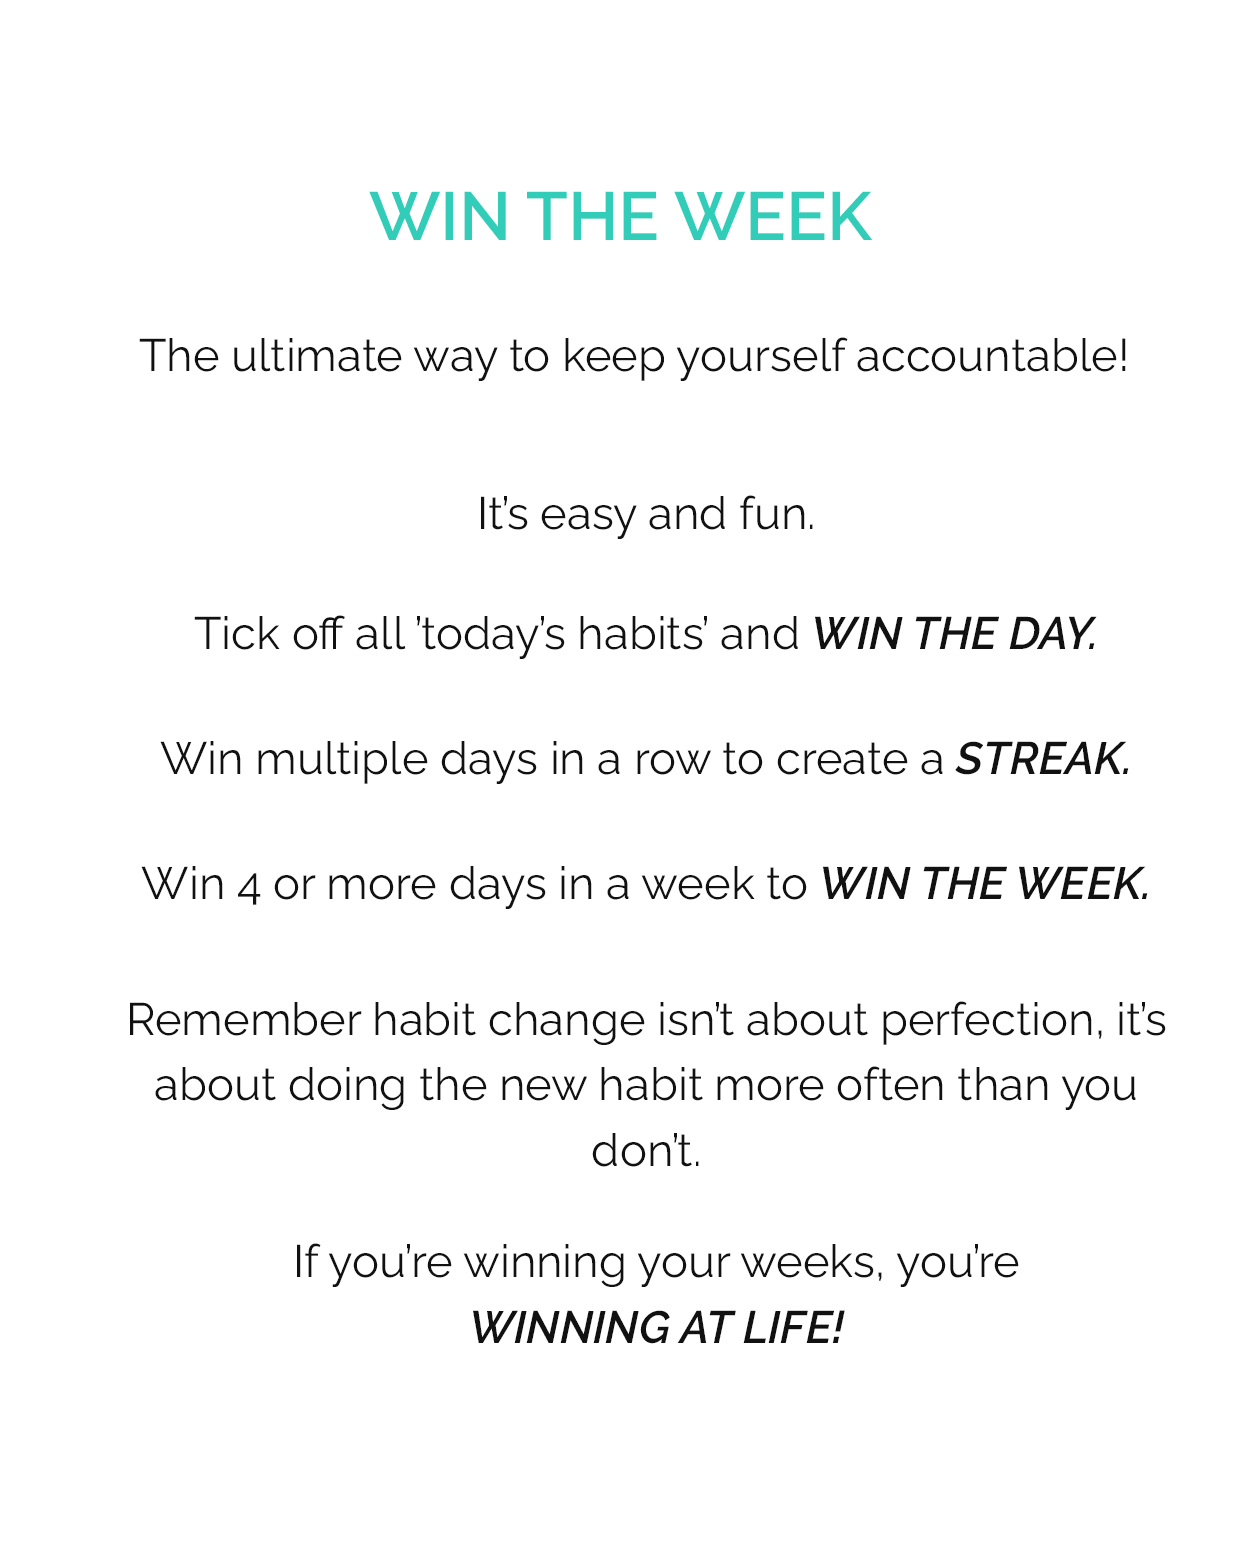 WIN THE WEEK
The ultimate way to keep yourself accountable!
It’s easy and fun.
Tick off all ’today’s habits’ and WIN THE DAY.
Win multiple days in a row to create a STREAK.
Win 4 or more days in a week to WIN THE WEEK.
Remember habit change isn’t about perfection, it’s
about doing the new habit more often than you
don’t.
If you’re winning your weeks, you’re
WINNING AT LIFE!